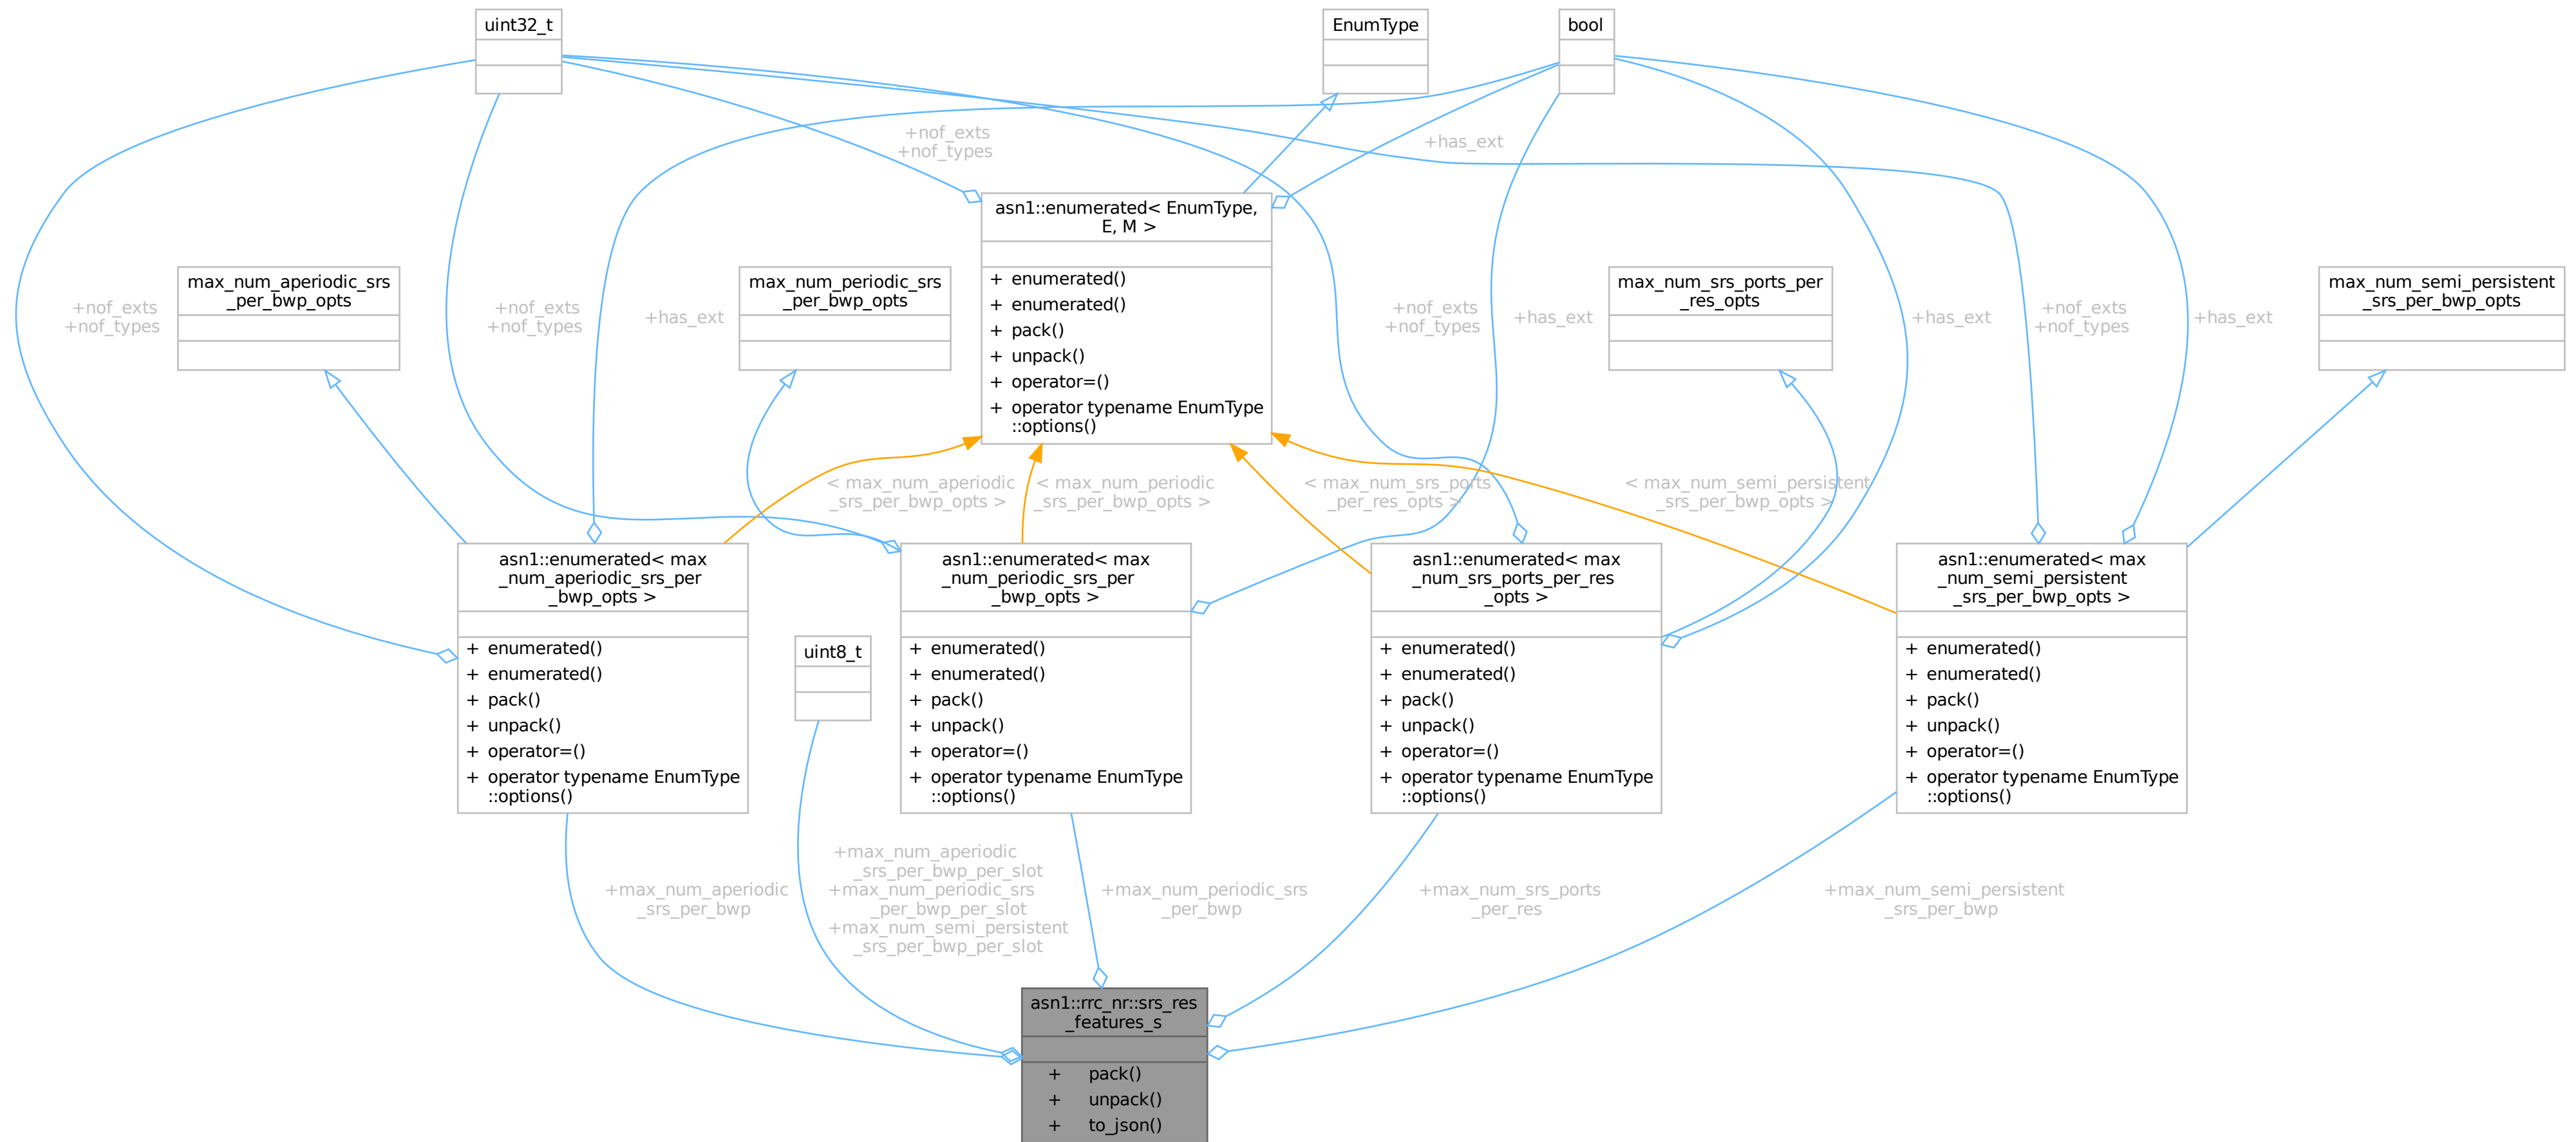 uint32_t
EnumType
bool
+nof_exts
+nof_types
+has_ext
asn1::enumerated< EnumType,
E, M >
+ enumerated()
+ enumerated()
+ pack()
+ unpack()
+ operator=()
+ operator typename EnumType
::options()
+nof_exts
+nof_types
max_num_aperiodic_srs
_per_bwp_opts
+nof_exts
+nof_types
+has_ext
max_num_periodic_srs
_per_bwp_opts
+nof_exts
+nof_types
+has_ext
max_num_srs_ports_per
_res_opts
+has_ext
+nof_exts
+nof_types
+has_ext
max_num_semi_persistent
_srs_per_bwp_opts
< max_num_aperiodic
_srs_per_bwp_opts >
< max_num_periodic
_srs_per_bwp_opts >
< max_num_srs_ports
_per_res_opts >
< max_num_semi_persistent
_srs_per_bwp_opts >
asn1::enumerated< max
_num_aperiodic_srs_per
_bwp_opts >
+ enumerated()
+ enumerated()
+ pack()
+ unpack()
+ operator=()
+ operator typename EnumType
::options()
uint8_t
asn1::enumerated< max
_num_periodic_srs_per
_bwp_opts >
+ enumerated()
+ enumerated()
+ pack()
+ unpack()
+ operator=()
+ operator typename EnumType
::options()
asn1::enumerated< max
_num_srs_ports_per_res
_opts >
+ enumerated()
+ enumerated()
+ pack()
+ unpack()
+ operator=()
+ operator typename EnumType
::options()
asn1::enumerated< max
_num_semi_persistent
_srs_per_bwp_opts >
+ enumerated()
+ enumerated()
+ pack()
+ unpack()
+ operator=()
+ operator typename EnumType
::options()
+max_num_aperiodic
_srs_per_bwp
+max_num_aperiodic
_srs_per_bwp_per_slot
+max_num_periodic_srs
_per_bwp_per_slot
+max_num_semi_persistent
_srs_per_bwp_per_slot
+max_num_periodic_srs
_per_bwp
+max_num_srs_ports
_per_res
+max_num_semi_persistent
_srs_per_bwp
asn1::rrc_nr::srs_res
_features_s
+ pack()
+ unpack()
+ to_json()